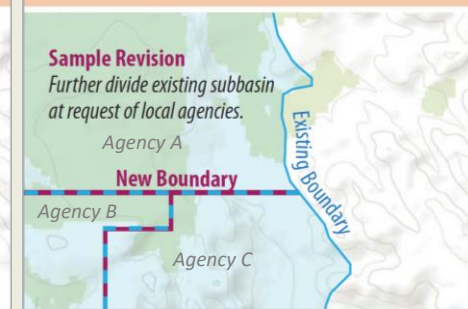 Sample Revision
Further divide existing subbasin
at request of local agencies.
Agency A
New Boundary
Existing Boundary
Agency B
Agency C